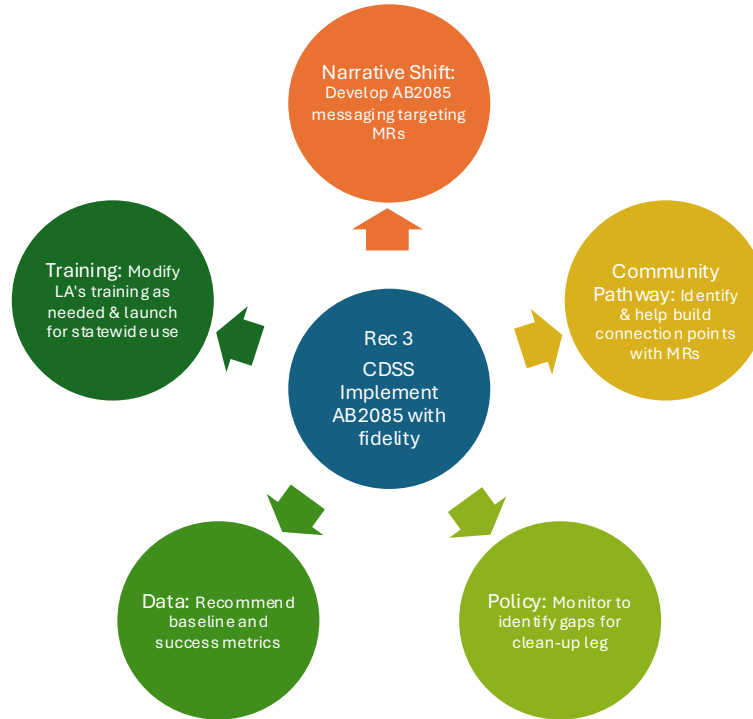 Narrative Shift:
Develop AB2085
messaging targeting
MRs
Training: Modify
LA's training as
needed & launch
for statewide use
Community
Pathway: Identify
& help build
connection points
with MRs
Rec 3
CDSS
Implement
AB2085 with
fidelity
Data: Recommend
baseline and
success metrics
Policy: Monitor to
identify gaps for
clean-up leg